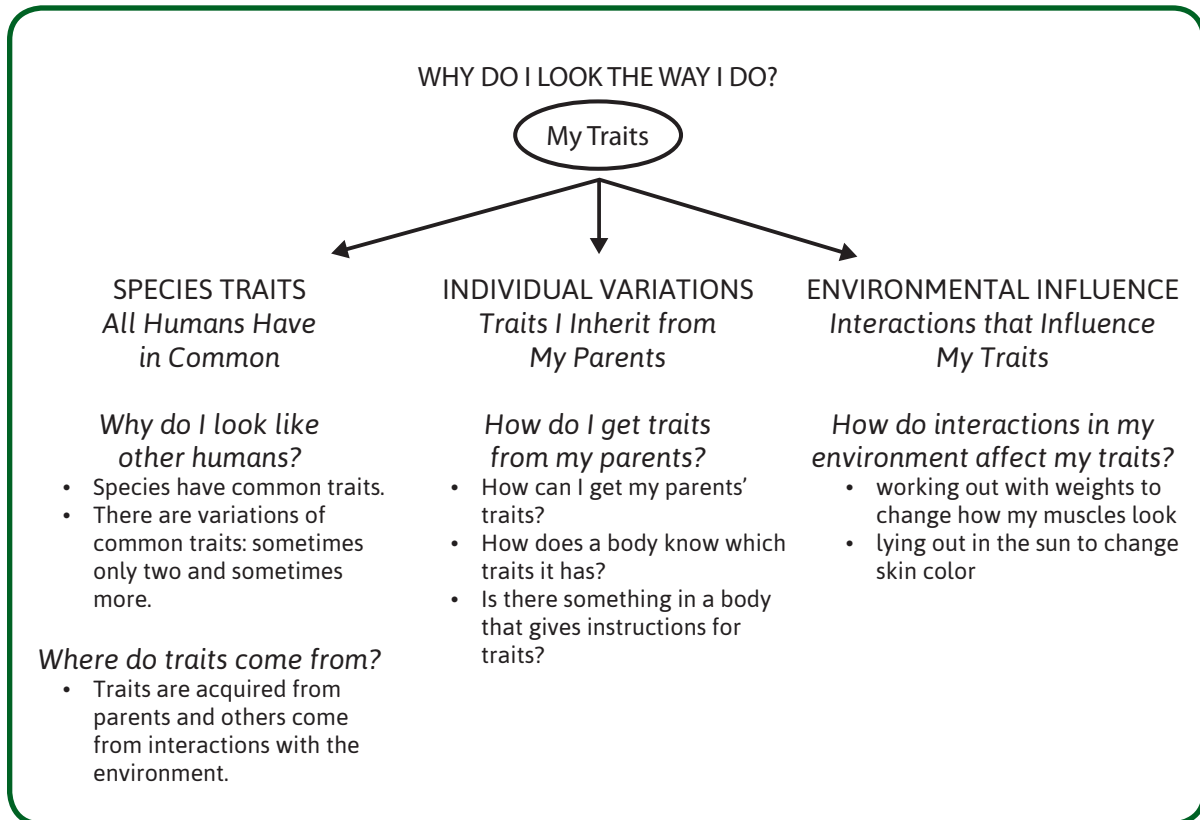 WHY DO I LOOK THE WAY I DO?
My Traits
SPECIES TRAITS
All Humans Have
in Common
Why do I look like
other humans?
• Species have common traits.
• There are variations of
common traits: sometimes
only two and sometimes
more.
Where do traits come from?
• Traits are acquired from
parents and others come
from interactions with the
environment.
INDIVIDUAL VARIATIONS
Traits I Inherit from
My Parents
How do I get traits
from my parents?
• How can I get my parents’
traits?
• How does a body know which
traits it has?
• Is there something in a body
that gives instructions for
traits?
ENVIRONMENTAL INFLUENCE
Interactions that Influence
My Traits
How do interactions in my
environment affect my traits?
• working out with weights to
change how my muscles look
• lying out in the sun to change
skin color